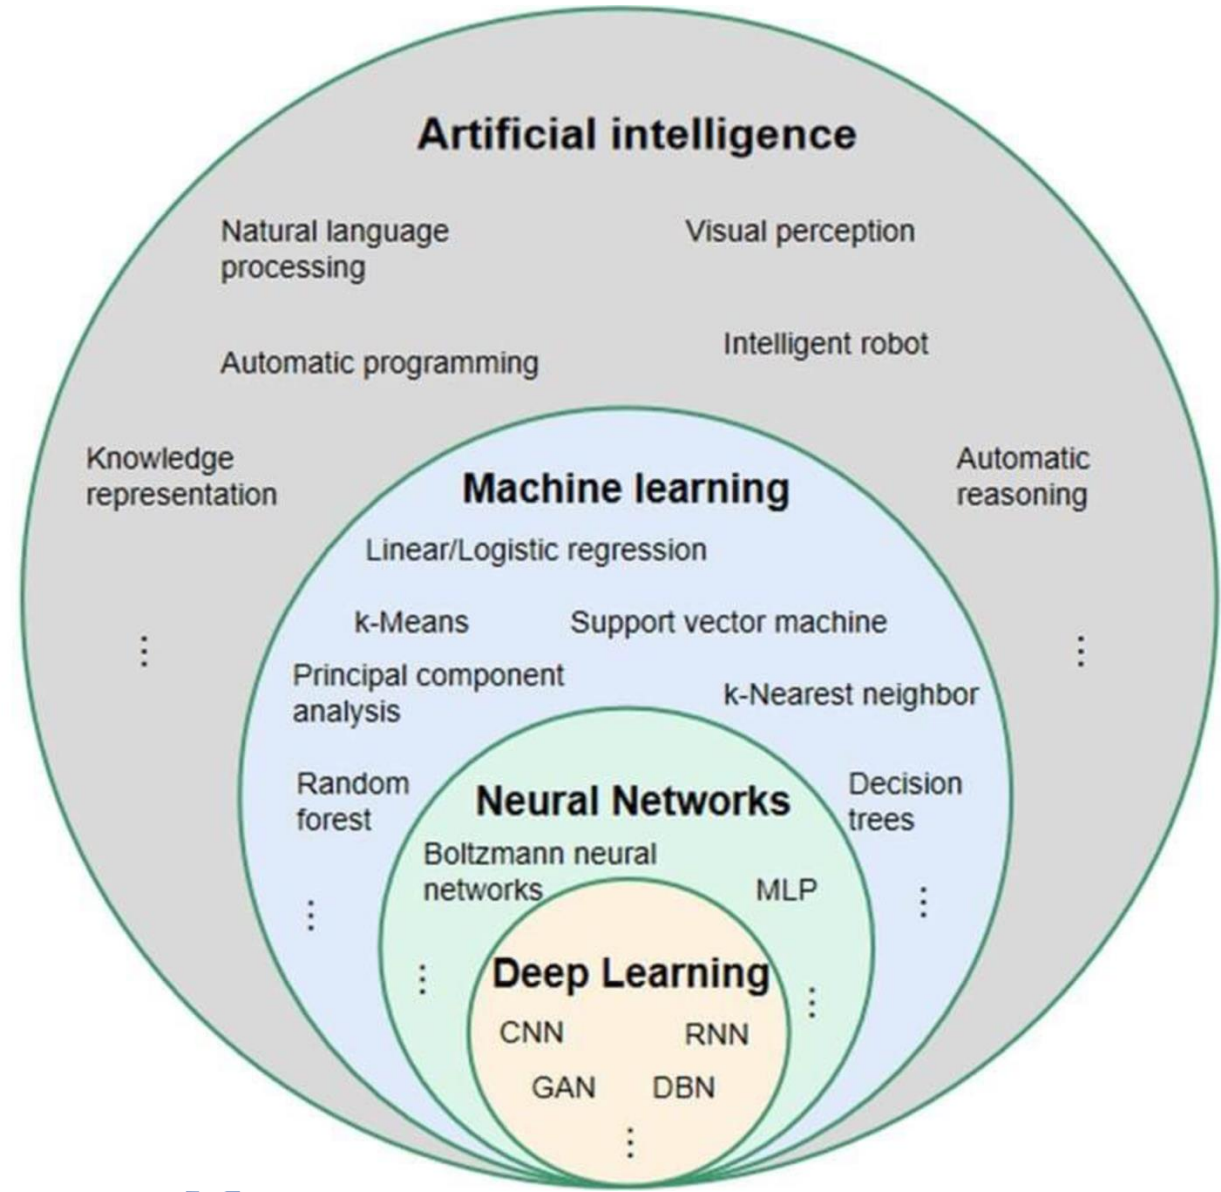 Artificial intelligence
Natural language
processing
Visual perception
Automatic programming
Intelligent robot
Knowledge
representation
Automatic
reasoning
Machine learning
Linear/Logistic regression
k-Means
Support vector machine
Principal component
analysis
k-Nearest neighbor
Random
forest
Decision
trees
Neural Networks
Boltzmann neural
networks
MLP
Deep Learning
CNN
RNN
GAN
DBN